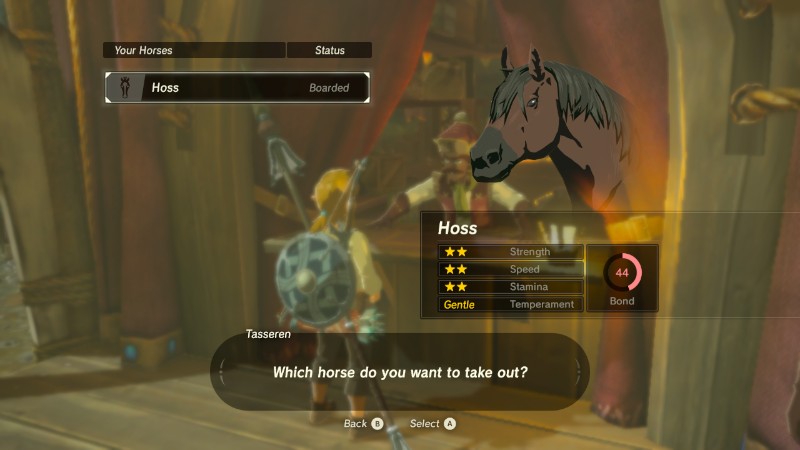 Your Horses Status
Hoss Boarded
Hoss
★★ Strength
★★ Speed
★★ Stamina
Gentle Temperament
44
Bond
Tasseren
Which horse do you want to take out?
Back B Select A